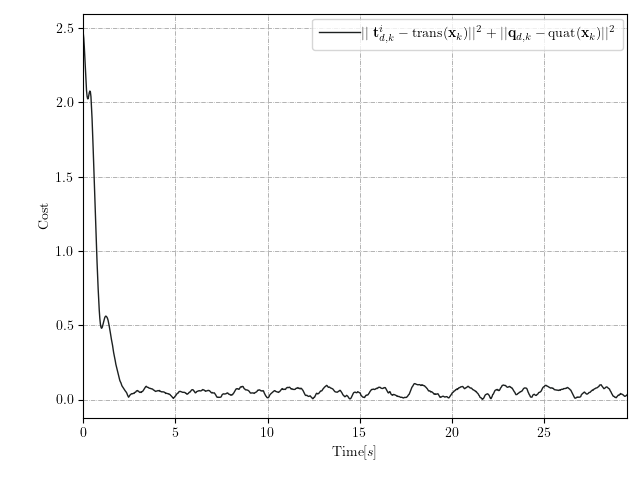 || t^i_{d,k} − trans(x_k)||² + ||q_{d,k} − quat(x_k)||²
2.5
2.0
1.5
1.0
0.5
0.0
Cost
0 5 10 15 20 25
Time[s]